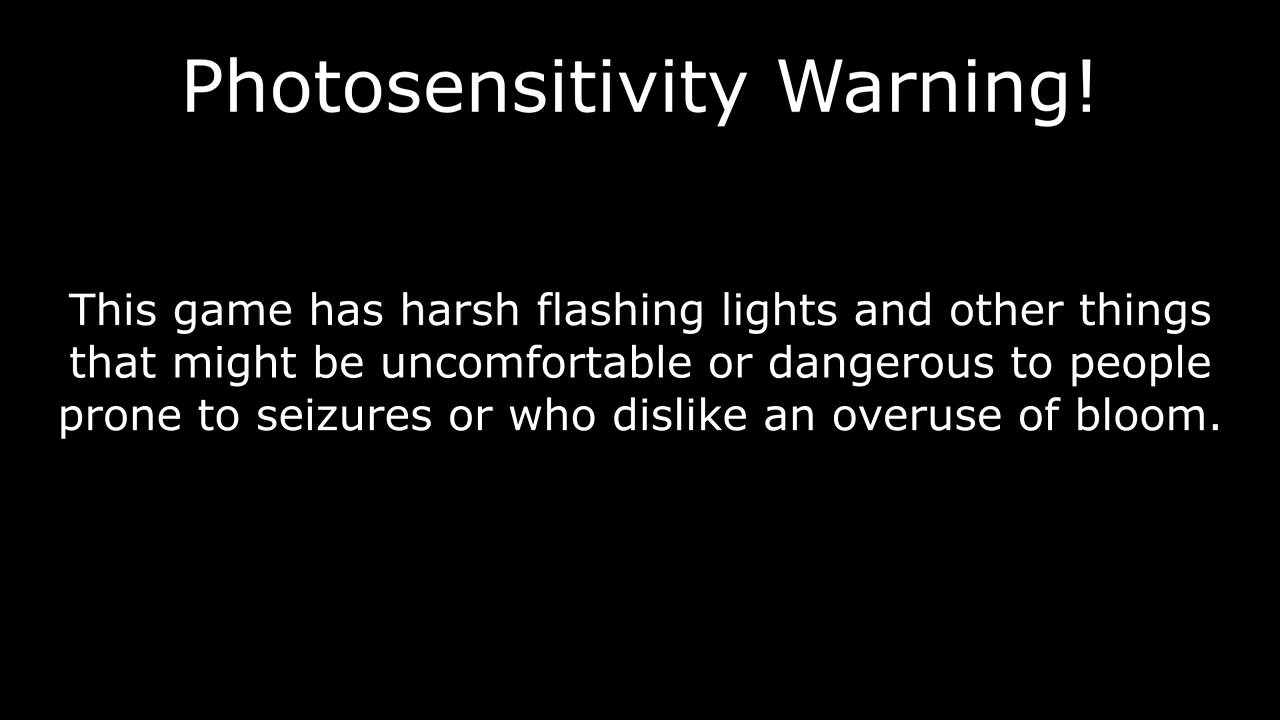 Photosensitivity Warning!
This game has harsh flashing lights and other things
that might be uncomfortable or dangerous to people
prone to seizures or who dislike an overuse of bloom.